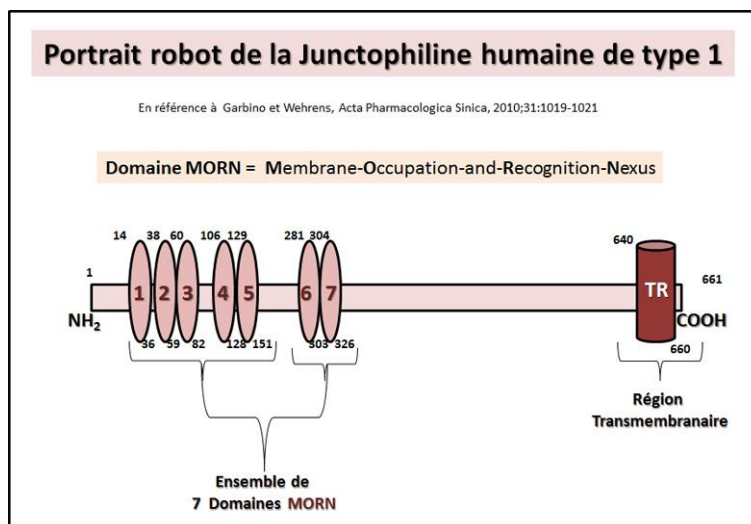 Portrait robot de la Junctophiline humaine de type 1
En référence à Garbino et Wehrens, Acta Pharmacologica Sinica, 2010;31:1019-1021
Domaine MORN = Membrane-Occupation-and-Recognition-Nexus
14 38 60 106 129 281 304 640
1 661
1 2 3 4 5 6 7 TR
NH2 COOH
36 59 82 128 151 303 326 660
Région
Transmembranaire
Ensemble de
7 Domaines MORN